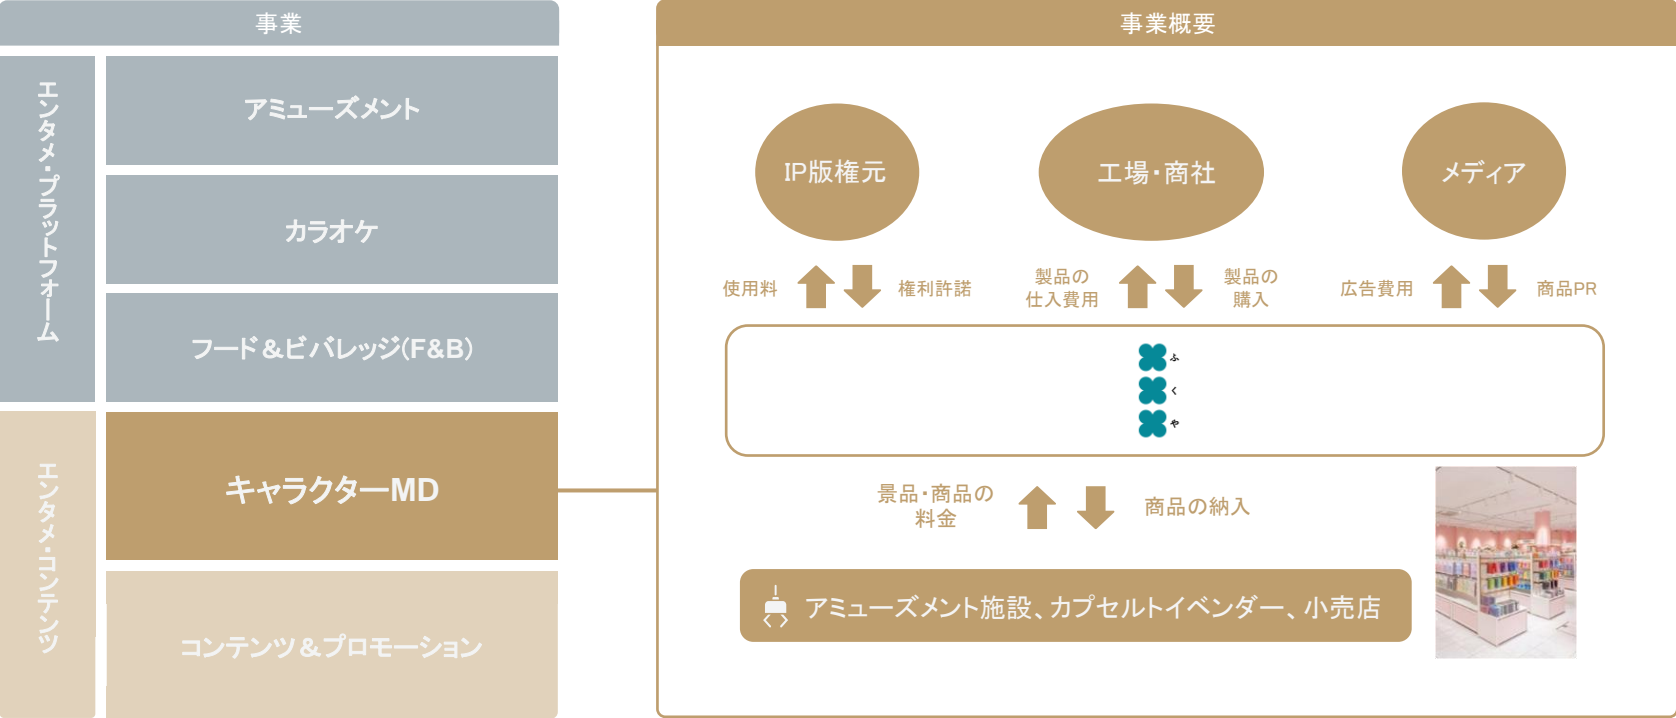 事業
エンタメ・プラットフォーム
アミューズメント
カラオケ
フード＆ビバレッジ(F&B)
エンタメ・コンテンツ
キャラクターMD
コンテンツ＆プロモーション
事業概要
IP版権元
工場・商社
メディア
使用料
権利許諾
製品の
仕入費用
製品の
購入
広告費用
商品PR
ふ
く
や
景品・商品の
料金
商品の納入
アミューズメント施設、カプセルトイベンダー、小売店